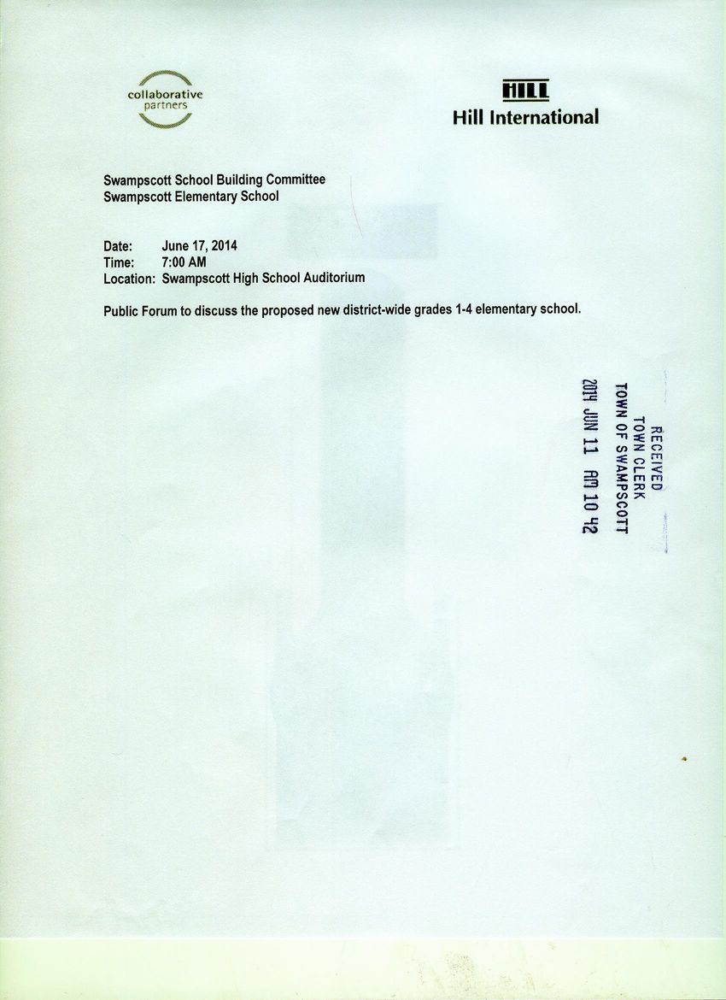 collaborative
partners
HILL
Hill International
Swampscott School Building Committee
Swampscott Elementary School
Date: June 17, 2014
Time: 7:00 AM
Location: Swampscott High School Auditorium
Public Forum to discuss the proposed new district-wide grades 1-4 elementary school.
RECEIVED
TOWN CLERK
TOWN OF SWAMPSCOTT
2014 JUN 11 AM 10 42